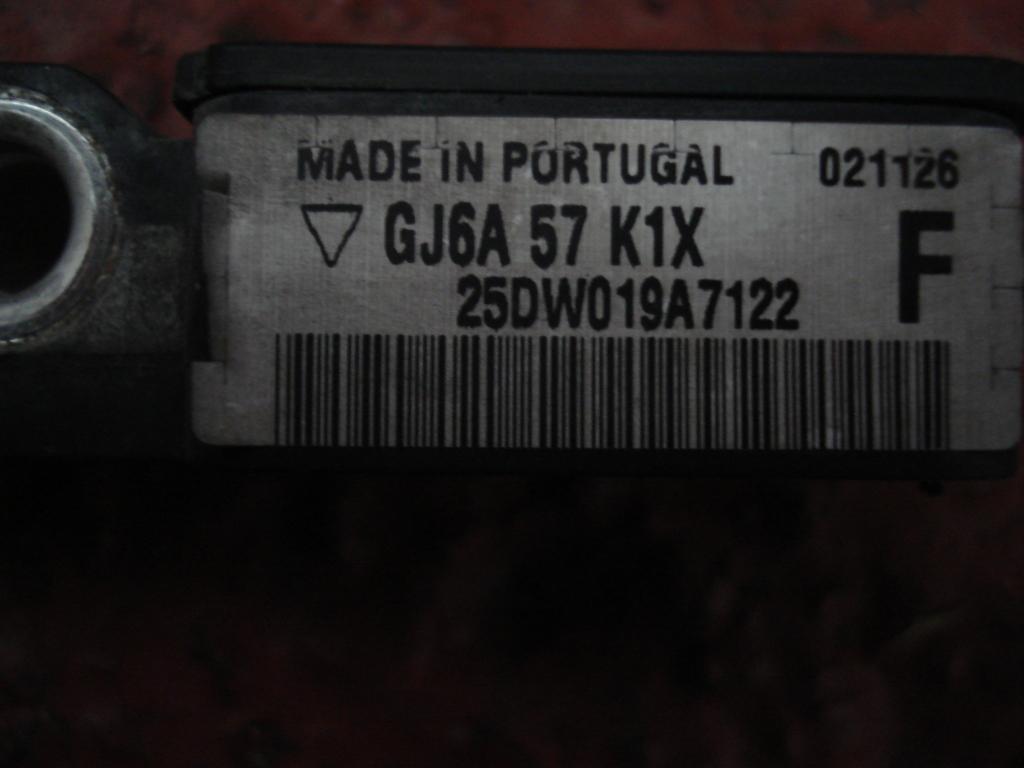 MADE IN PORTUGAL 021126
GJ6A 57 K1X F
25DW019A7122